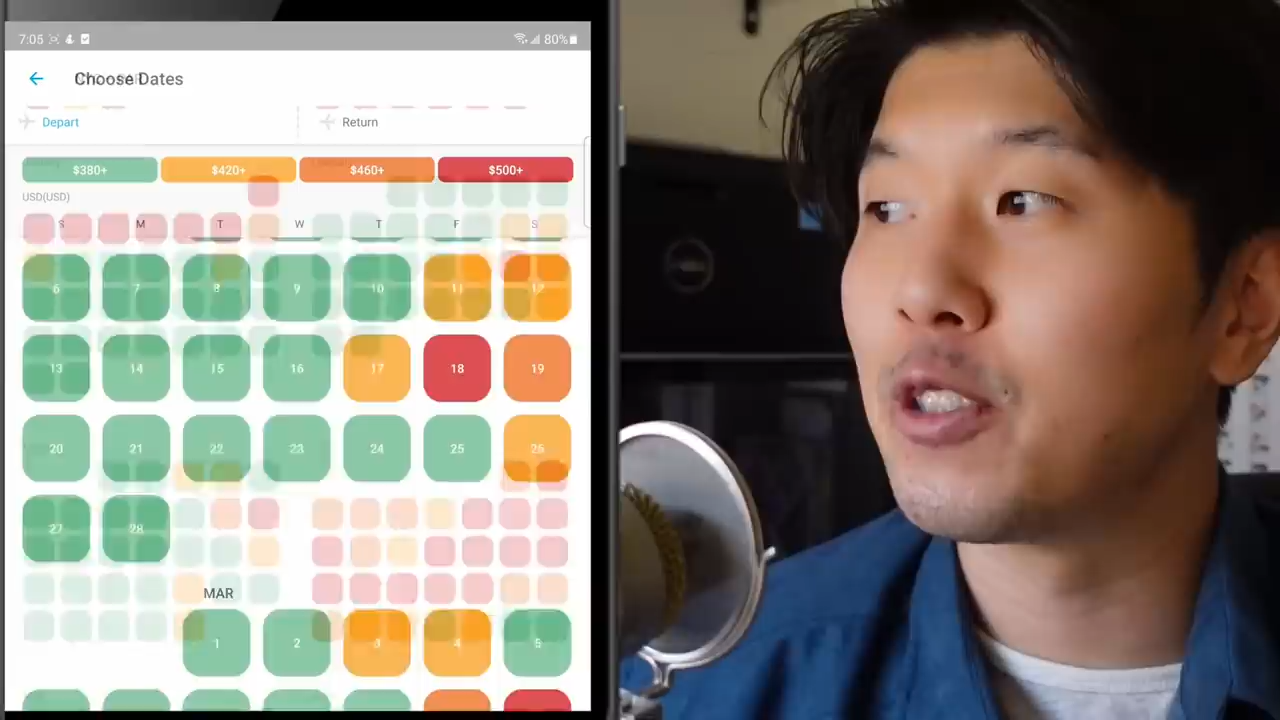 7:05 80%
Choose Dates
Depart Return
$380+ $420+ $460+ $500+
USD(USD)
S M T W T F S
6 7 8 9 10 11 12
13 14 15 16 17 18 19
20 21 22 23 24 25 26
27 28
MAR
1 2 3 4 5